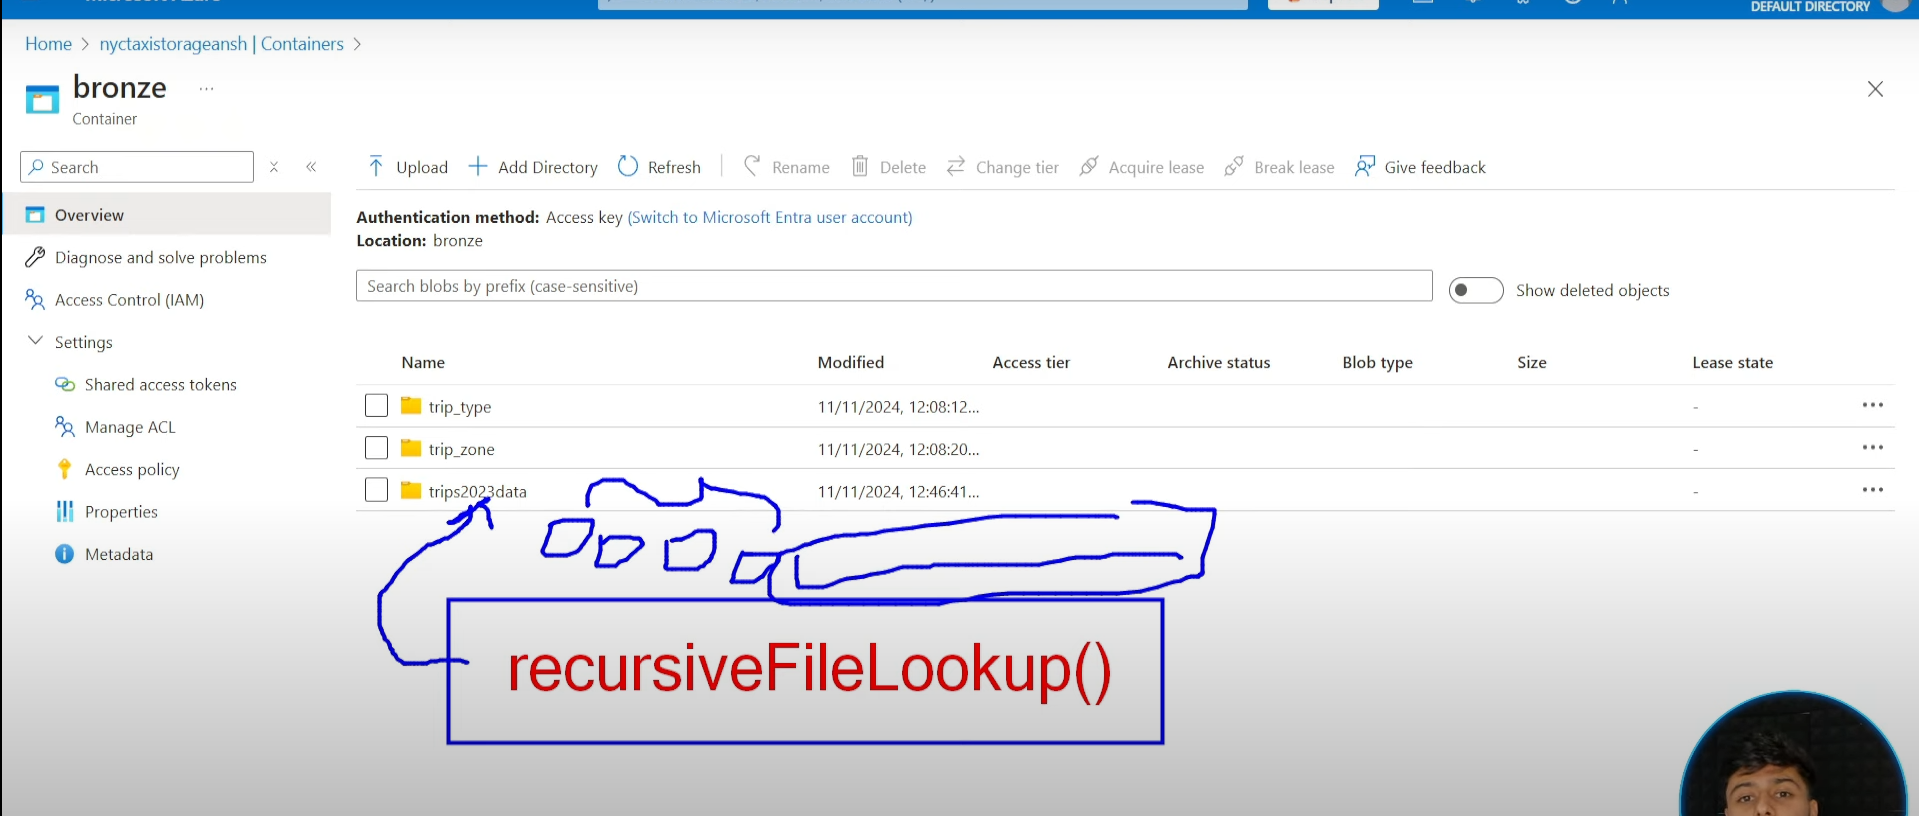 DEFAULT DIRECTORY
Home > nyctaxistorageansh | Containers >
bronze ...
Container
Search
Upload Add Directory Refresh Rename Delete Change tier Acquire lease Break lease Give feedback
Overview
Diagnose and solve problems
Access Control (IAM)
Settings
Shared access tokens
Manage ACL
Access policy
Properties
Metadata
Authentication method: Access key (Switch to Microsoft Entra user account)
Location: bronze
Search blobs by prefix (case-sensitive)
Show deleted objects
Name Modified Access tier Archive status Blob type Size Lease state
trip_type 11/11/2024, 12:08:12... -
trip_zone 11/11/2024, 12:08:20... -
trips2023data 11/11/2024, 12:46:41... -
recursiveFileLookup()